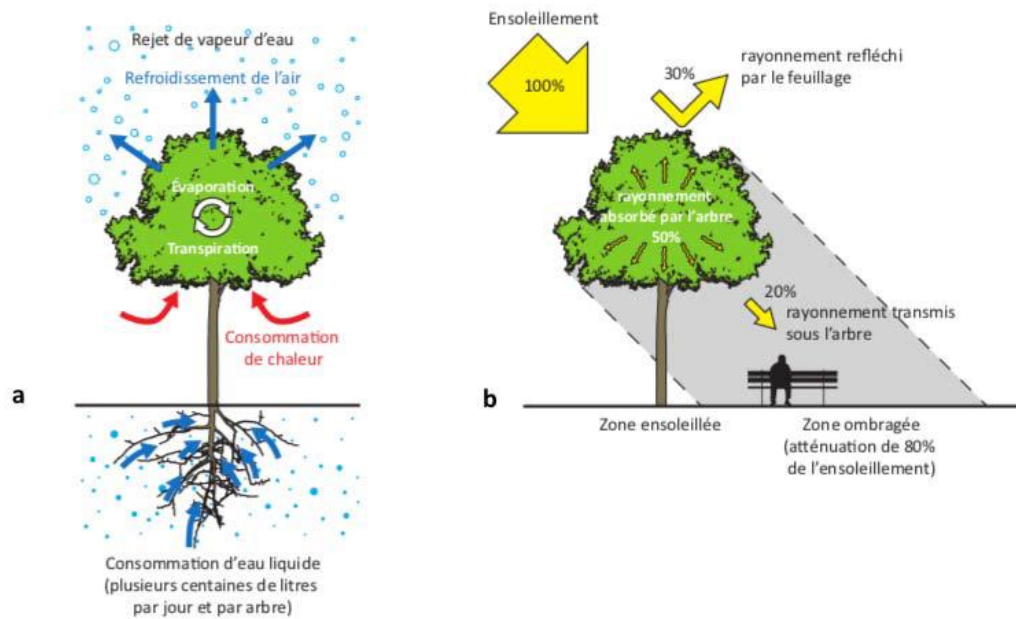 Rejet de vapeur d'eau
Refroidissement de l'air
Évaporation
Transpiration
Consommation
de chaleur
a
Consommation d'eau liquide
(plusieurs centaines de litres
par jour et par arbre)
Ensoleillement
100%
30%
rayonnement refléchi
par le feuillage
rayonnement
absorbé par l'arbre
50%
20%
rayonnement transmis
sous l'arbre
b
Zone ensoleillée
Zone ombragée
(atténuation de 80%
de l'ensoleillement)